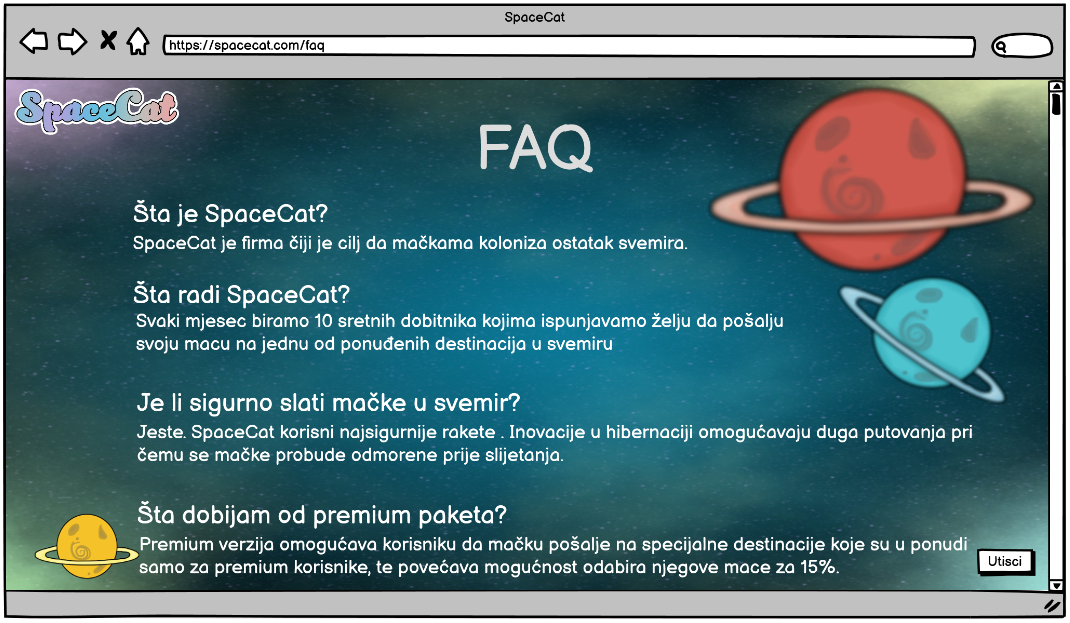 SpaceCat
https://spacecat.com/faq
SpaceCat
FAQ
Šta je SpaceCat?
SpaceCat je firma čiji je cilj da mačkama koloniza ostatak svemira.
Šta radi SpaceCat?
Svaki mjesec biramo 10 sretnih dobitnika kojima ispunjavamo želju da pošalju
svoju macu na jednu od ponuđenih destinacija u svemiru
Je li sigurno slati mačke u svemir?
Jeste. SpaceCat korisni najsigurnije rakete . Inovacije u hibernaciji omogućavaju duga putovanja pri
čemu se mačke probude odmorene prije slijetanja.
Šta dobijam od premium paketa?
Premium verzija omogućava korisniku da mačku pošalje na specijalne destinacije koje su u ponudi
samo za premium korisnike, te povećava mogućnost odabira njegove mace za 15%.
Utisci